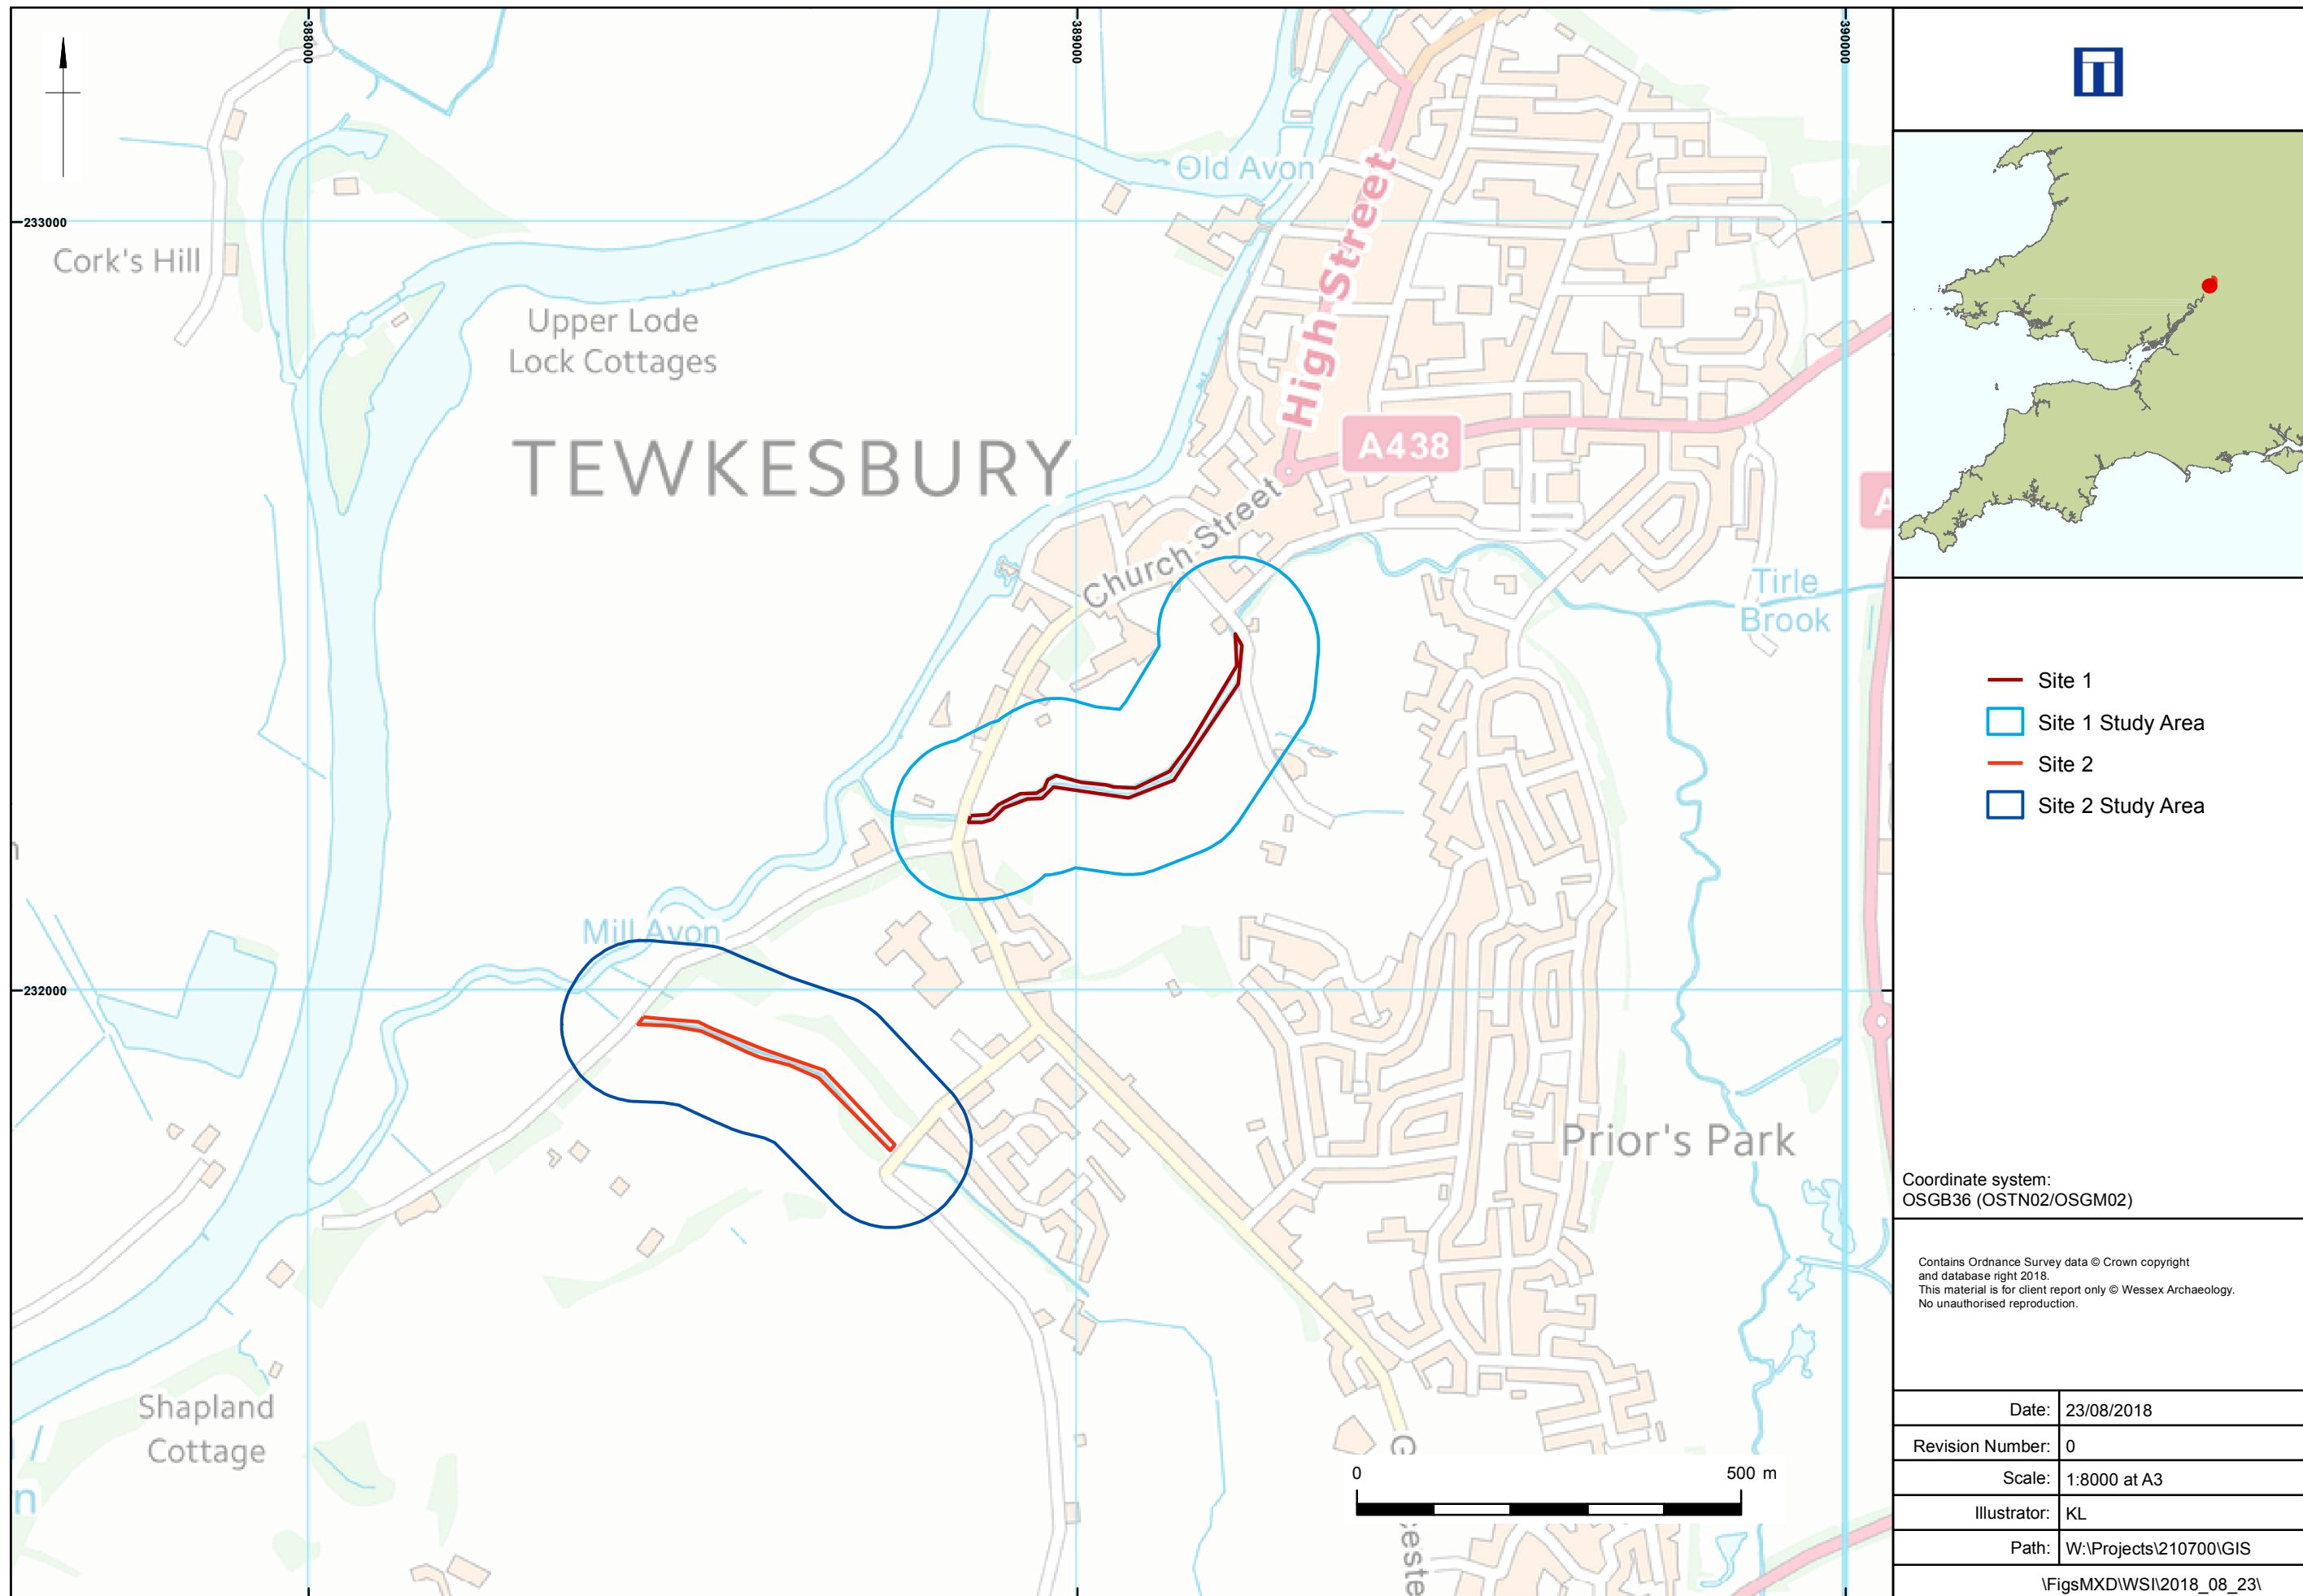 388000
389000
390000
233000
232000
Old Avon
High Street
Cork's Hill
Upper Lode
Lock Cottages
TEWKESBURY
A438
Church Street
Tirle
Brook
Mill Avon
Prior's Park
Shapland
Cottage
0
500 m
Site 1
Site 1 Study Area
Site 2
Site 2 Study Area
Coordinate system:
OSGB36 (OSTN02/OSGM02)
Contains Ordnance Survey data © Crown copyright
and database right 2018.
This material is for client report only © Wessex Archaeology.
No unauthorised reproduction.
Date: 23/08/2018
Revision Number: 0
Scale: 1:8000 at A3
Illustrator: KL
Path: W:\Projects\210700\GIS
\FigsMXD\WSI\2018_08_23\